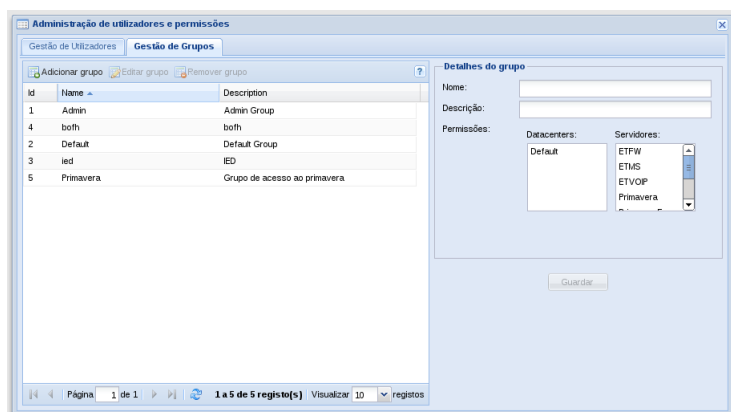 Administração de utilizadores e permissões
Gestão de Utilizadores Gestão de Grupos
Adicionar grupo Editar grupo Remover grupo ?
Id Name Description
1 Admin Admin Group
4 bofh bofh
2 Default Default Group
3 ied IED
5 Primavera Grupo de acesso ao primavera
Página 1 de 1 1 a 5 de 5 registo(s) Visualizar 10 registos
Detalhes do grupo
Nome:
Descrição:
Permissões:
Datacenters:
Default
Servidores:
ETFW
ETMS
ETVOIP
Primavera
Guardar